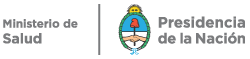 Ministerio de
Salud
Presidencia
de la Nación